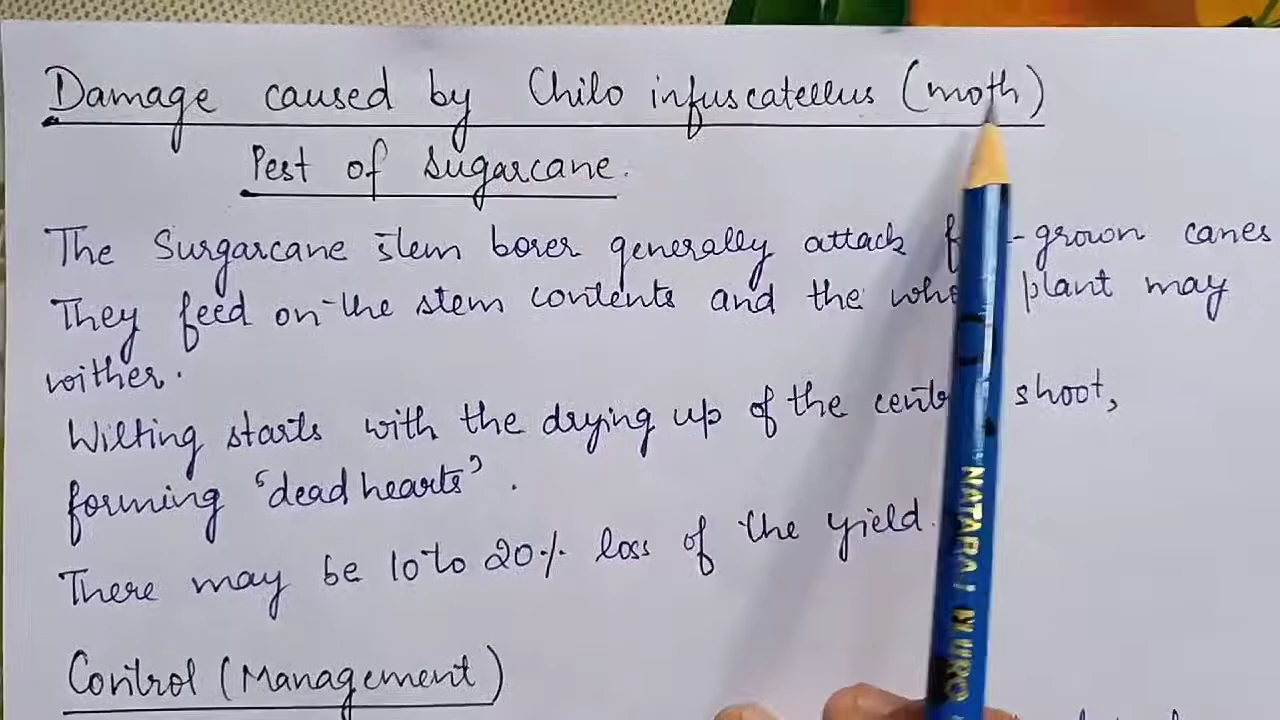 Damage caused by Chilo infuscatellus (moth)
Pest of Sugarcane.
The Surgarcane stem borer generally attack -grown canes
They feed on the stem contents and the plant may
wither.
Wilting starts with the drying up of the shoot,
forming 'dead hearts'.
There may be 10 to 20% loss of the yield.
Control (Management)
NATARAJ